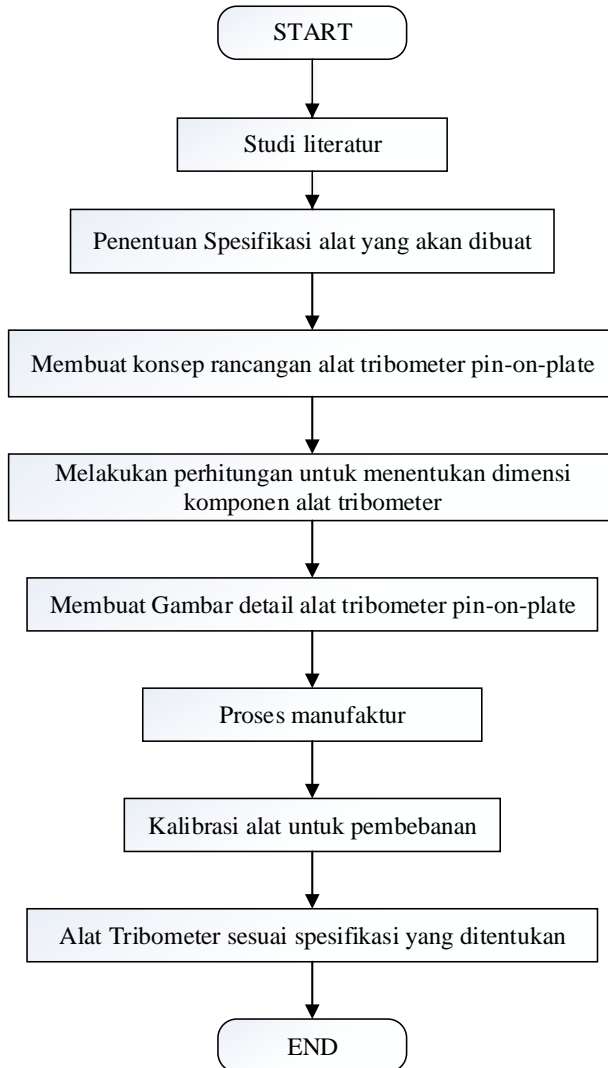 START
Studi literatur
Penentuan Spesifikasi alat yang akan dibuat
Membuat konsep rancangan alat tribometer pin-on-plate
Melakukan perhitungan untuk menentukan dimensi
komponen alat tribometer
Membuat Gambar detail alat tribometer pin-on-plate
Proses manufaktur
Kalibrasi alat untuk pembebanan
Alat Tribometer sesuai spesifikasi yang ditentukan
END